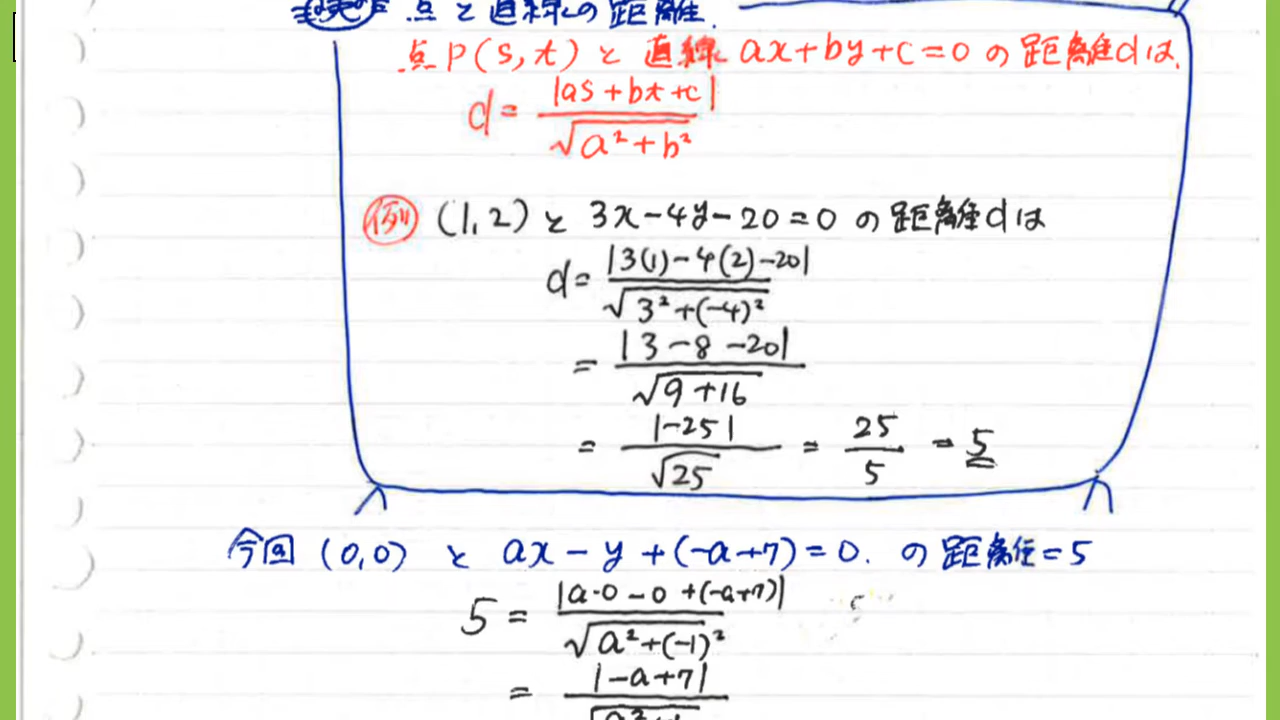 点と直線の距離.
点P(s,t)と直線 ax+by+c=0の距離dは、
d= |as+bt+c| / √(a²+b²)
例 (1,2)と 3x-4y-20=0の距離dは
d= |3(1)-4(2)-20| / √(3²+(-4)²)
= |3-8-20| / √(9+16)
= |-25| / √25 = 25/5 = 5
今回 (0,0) と ax-y+(-a+7)=0. の距離=5
5= |a·0-0+(-a+7)| / √(a²+(-1)²)
= |-a+7|